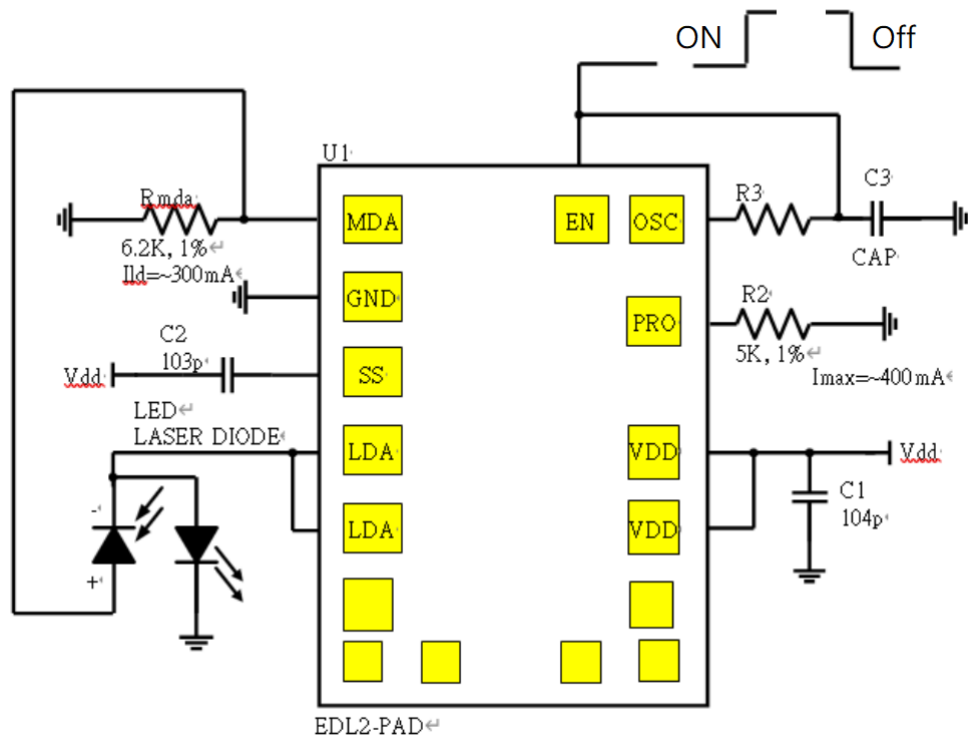 ON Off
U1
Rmda
6.2K, 1%
Ild=~300mA
MDA
EN
OSC
R3
C3
CAP
GND
PRO
R2
5K, 1%
Imax=~400mA
C2
103p
Vdd
SS
LED
LASER DIODE
LDA
VDD
Vdd
C1
104p
LDA
VDD
-
+
EDL2-PAD